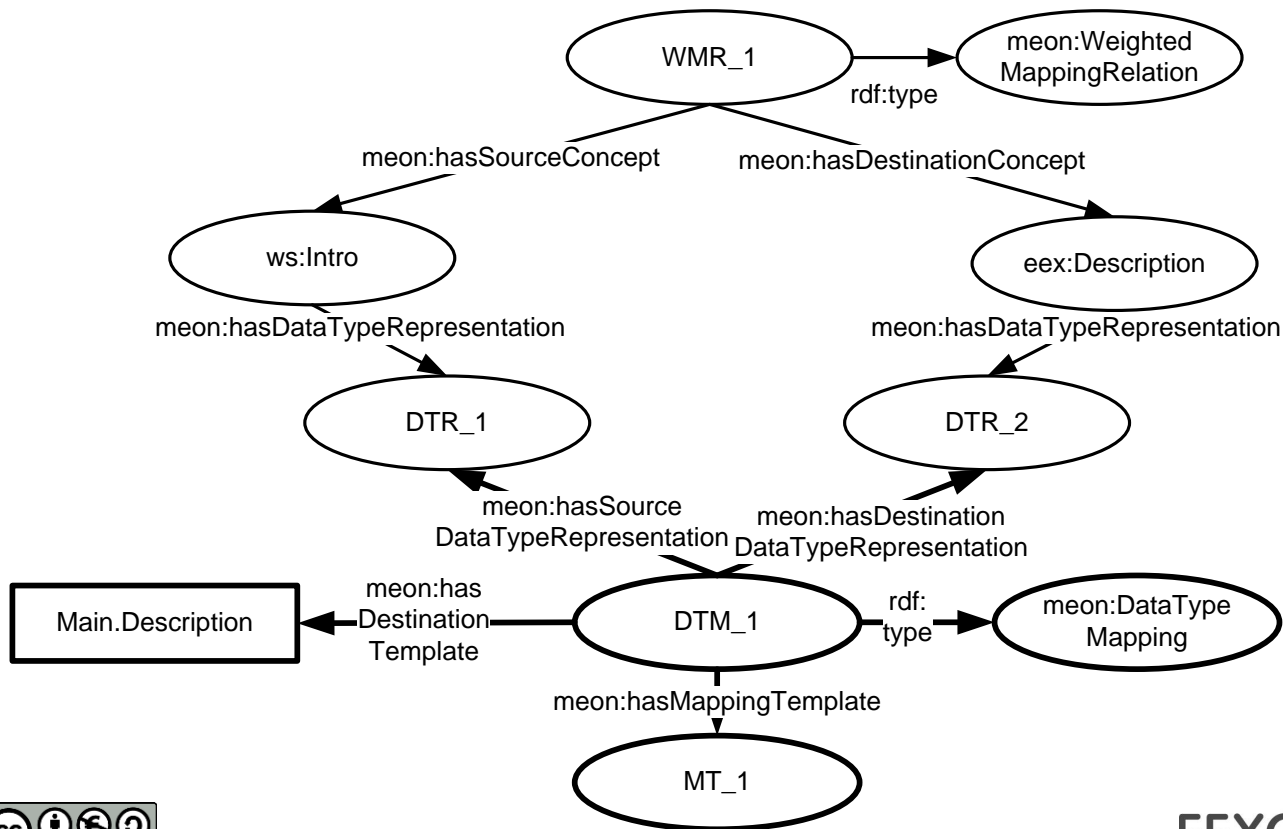 WMR_1
meon:Weighted
MappingRelation
rdf:type
meon:hasSourceConcept
meon:hasDestinationConcept
ws:Intro
eex:Description
meon:hasDataTypeRepresentation
meon:hasDataTypeRepresentation
DTR_1
DTR_2
meon:hasSource
DataTypeRepresentation
meon:hasDestination
DataTypeRepresentation
Main.Description
meon:has
Destination
Template
DTM_1
rdf:
type
meon:DataType
Mapping
meon:hasMappingTemplate
MT_1